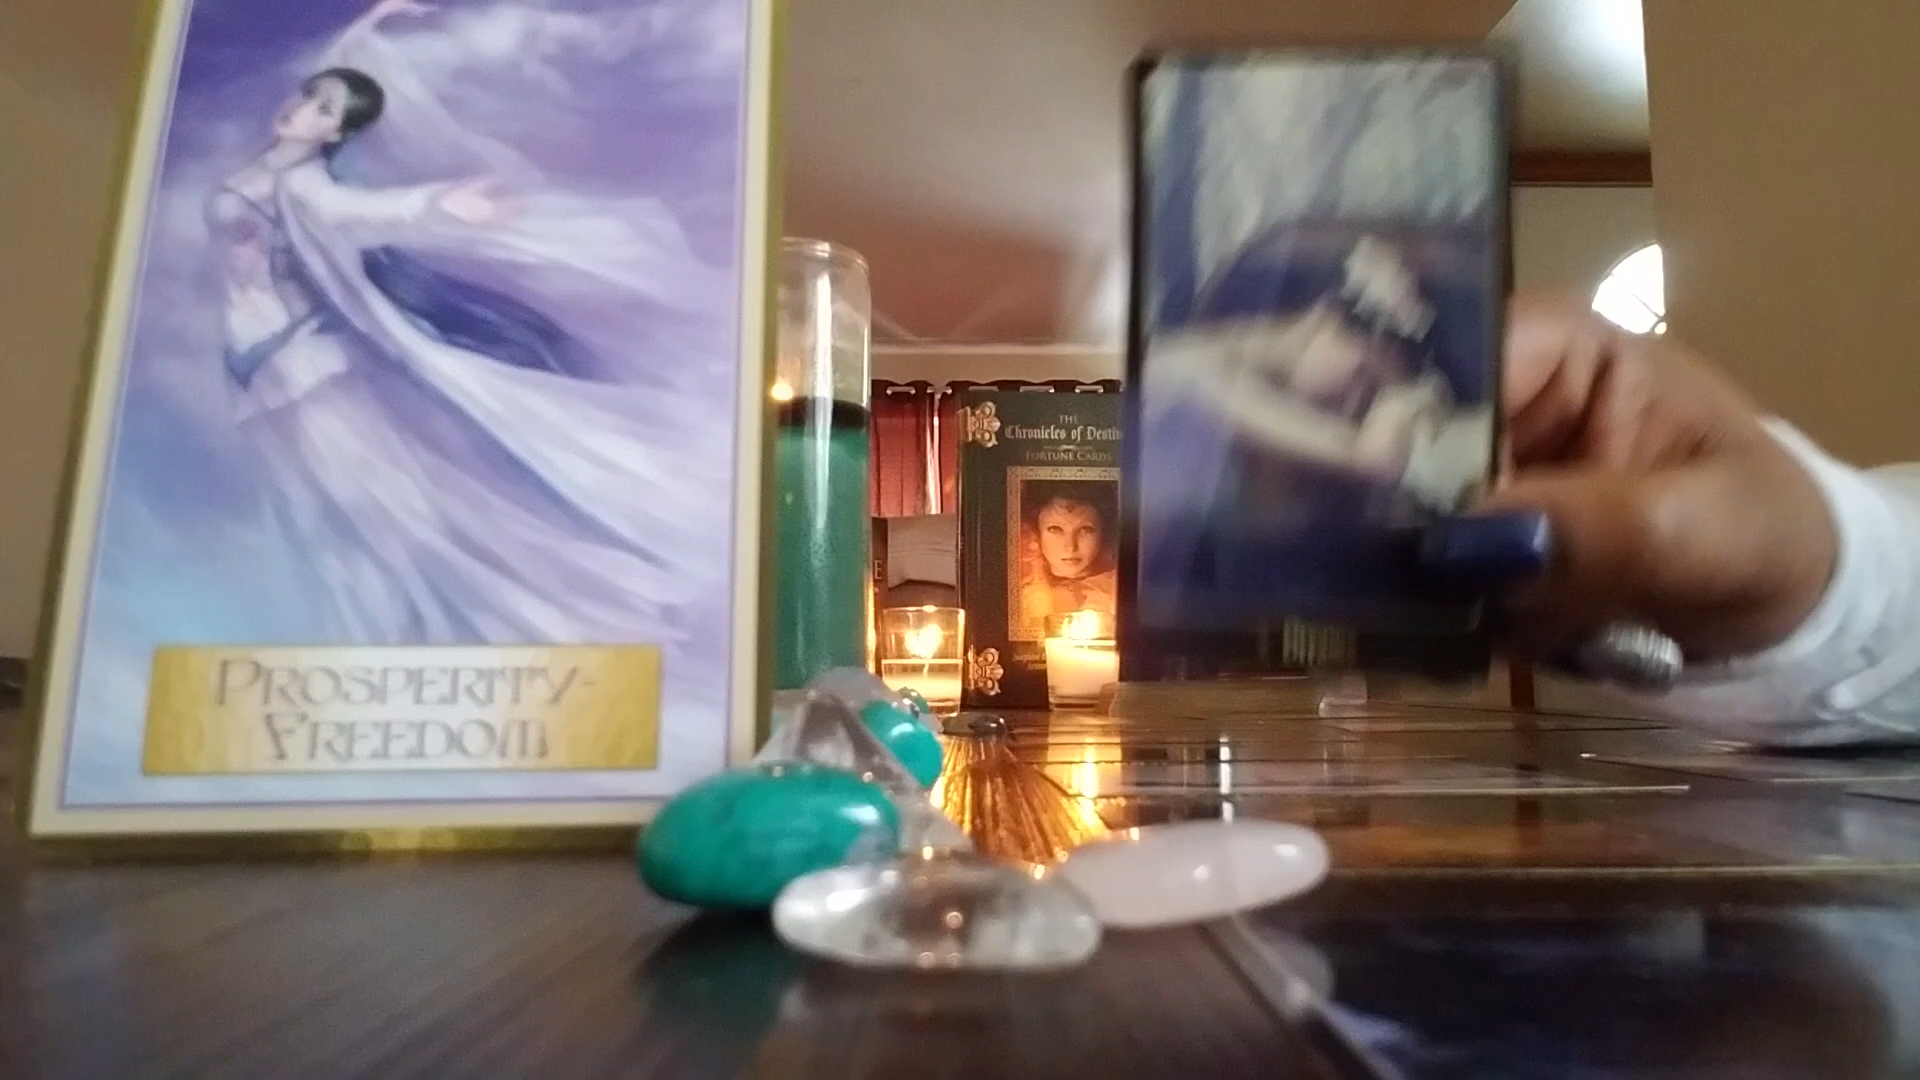 PROSPERITY-
FREEDOM
THE
Chronicles of Destin
FORTUNE CARDS